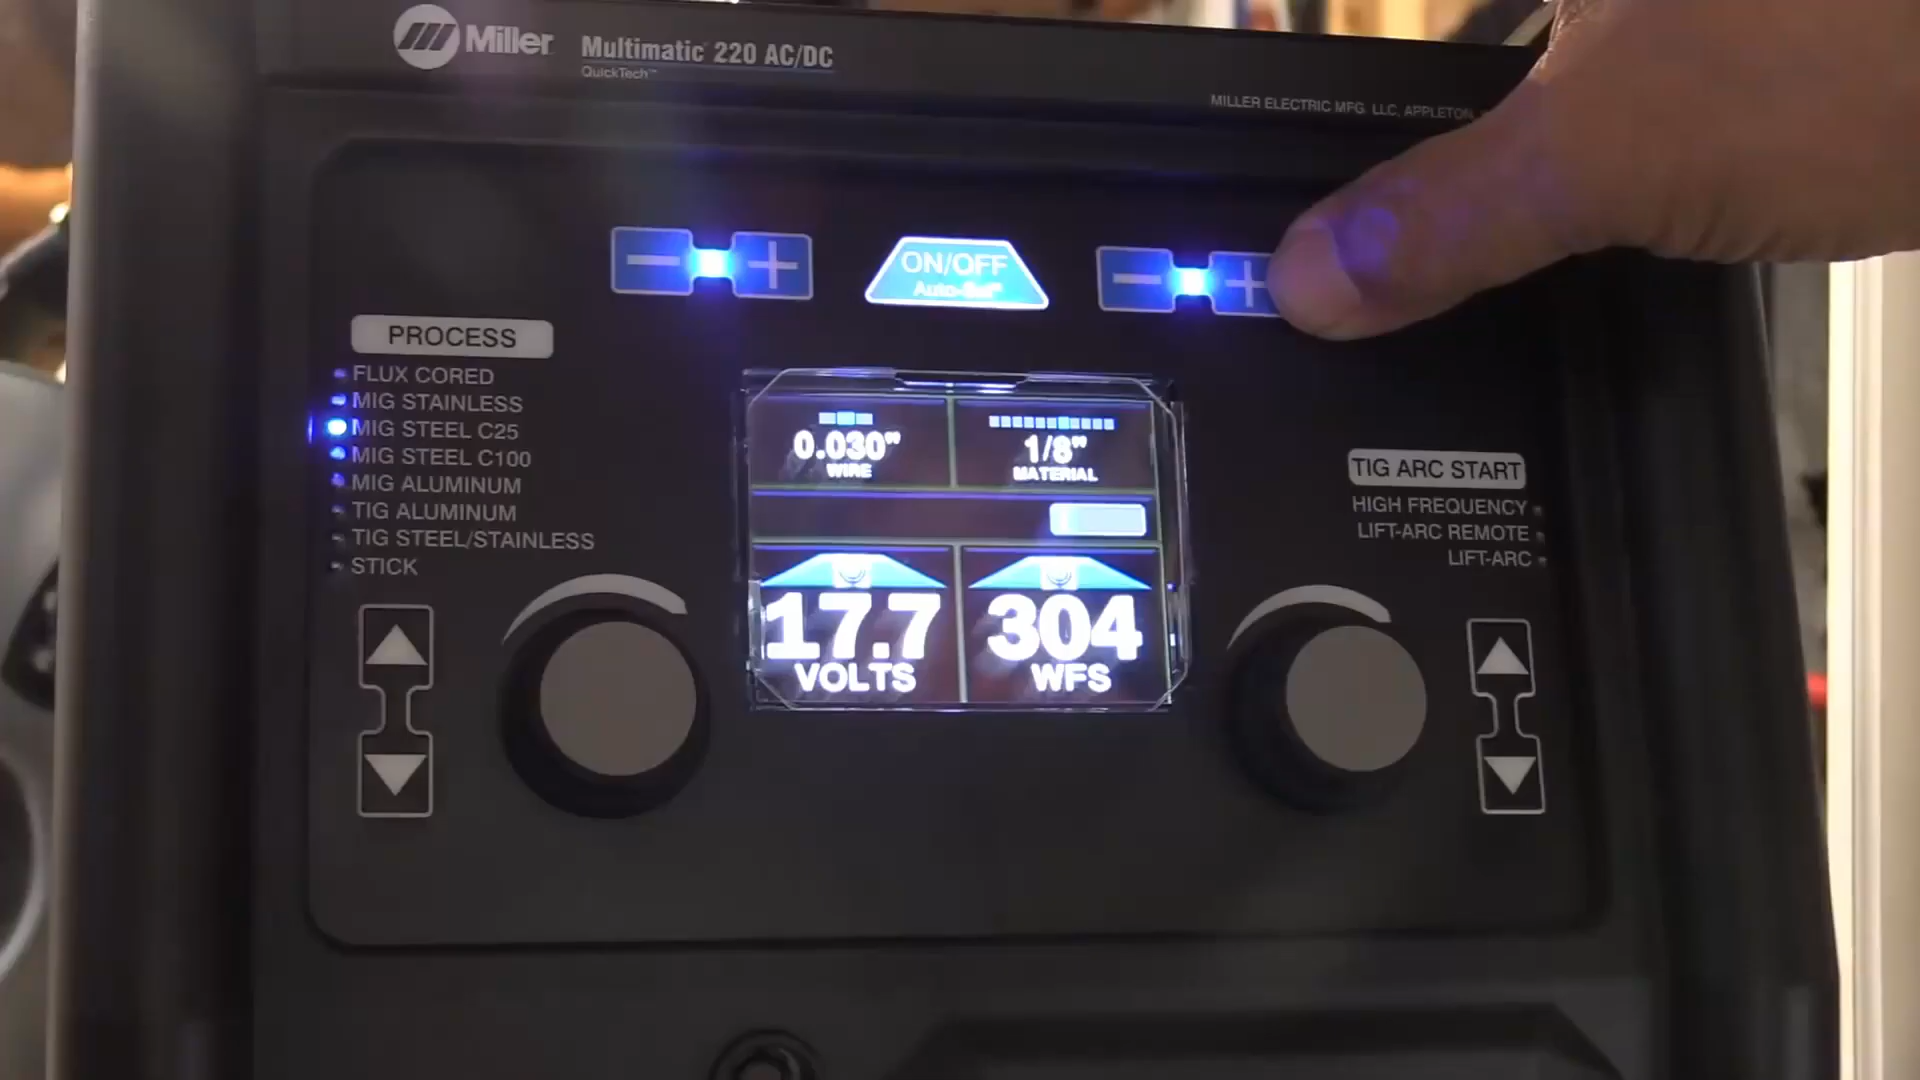 Miller
Multimatic 220 AC/DC
QuickTech™
MILLER ELECTRIC MFG. LLC, APPLETON,
ON/OFF
Auto-Set™
PROCESS
FLUX CORED
MIG STAINLESS
MIG STEEL C25
MIG STEEL C100
MIG ALUMINUM
TIG ALUMINUM
TIG STEEL/STAINLESS
STICK
0.030"
WIRE
1/8"
MATERIAL
17.7
VOLTS
304
WFS
TIG ARC START
HIGH FREQUENCY
LIFT-ARC REMOTE
LIFT-ARC